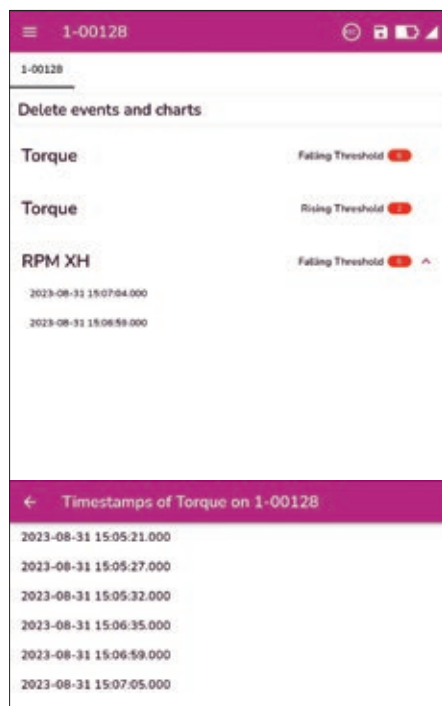 1-00128
1-00128
Delete events and charts
Torque Falling Threshold
Torque Rising Threshold
RPM XH Falling Threshold
2023-08-31 15:07:04.000
2023-08-31 15:06:59.000
Timestamps of Torque on 1-00128
2023-08-31 15:05:21.000
2023-08-31 15:05:27.000
2023-08-31 15:05:32.000
2023-08-31 15:06:35.000
2023-08-31 15:06:59.000
2023-08-31 15:07:05.000